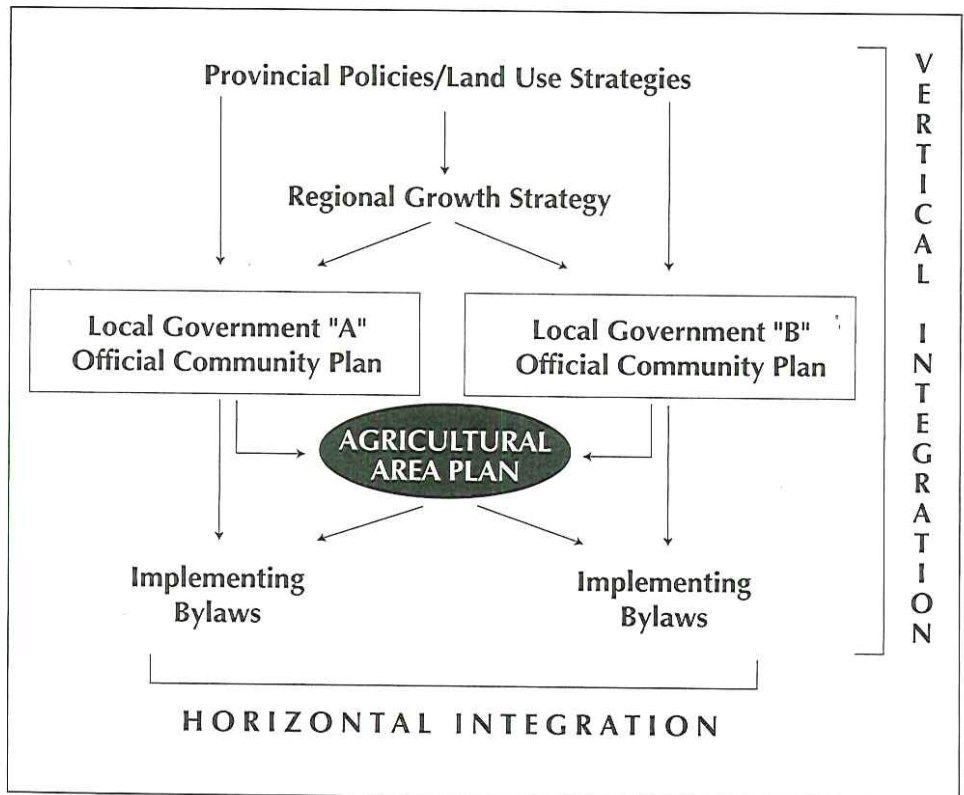 Provincial Policies/Land Use Strategies
Regional Growth Strategy
Local Government "A"
Official Community Plan
Local Government "B"
Official Community Plan
AGRICULTURAL
AREA PLAN
Implementing
Bylaws
Implementing
Bylaws
HORIZONTAL INTEGRATION
VERTICAL INTEGRATION